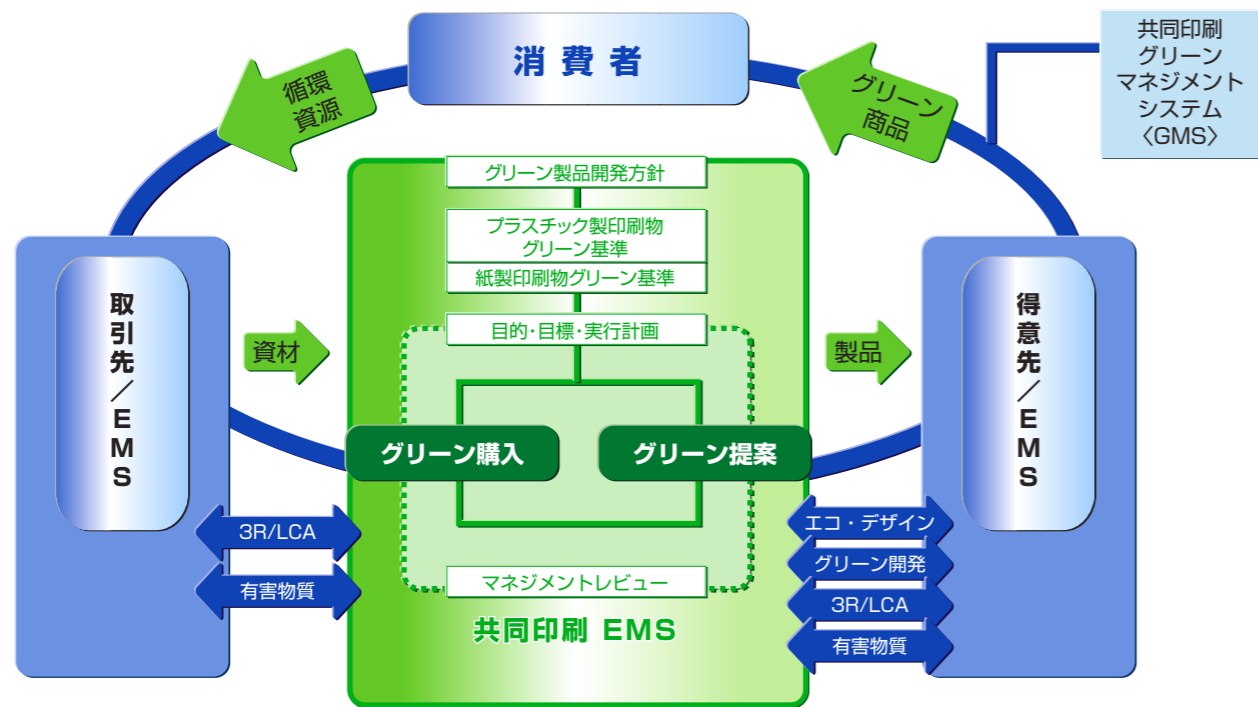 消費者
共同印刷
グリーン
マネジメント
システム
〈GMS〉
循環
資源
グリーン
商品
グリーン製品開発方針
プラスチック製印刷物
グリーン基準
紙製印刷物グリーン基準
目的・目標・実行計画
取引先／EMS
資材
製品
得意先／EMS
グリーン購入
グリーン提案
3R/LCA
有害物質
エコ・デザイン
グリーン開発
3R/LCA
有害物質
マネジメントレビュー
共同印刷 EMS